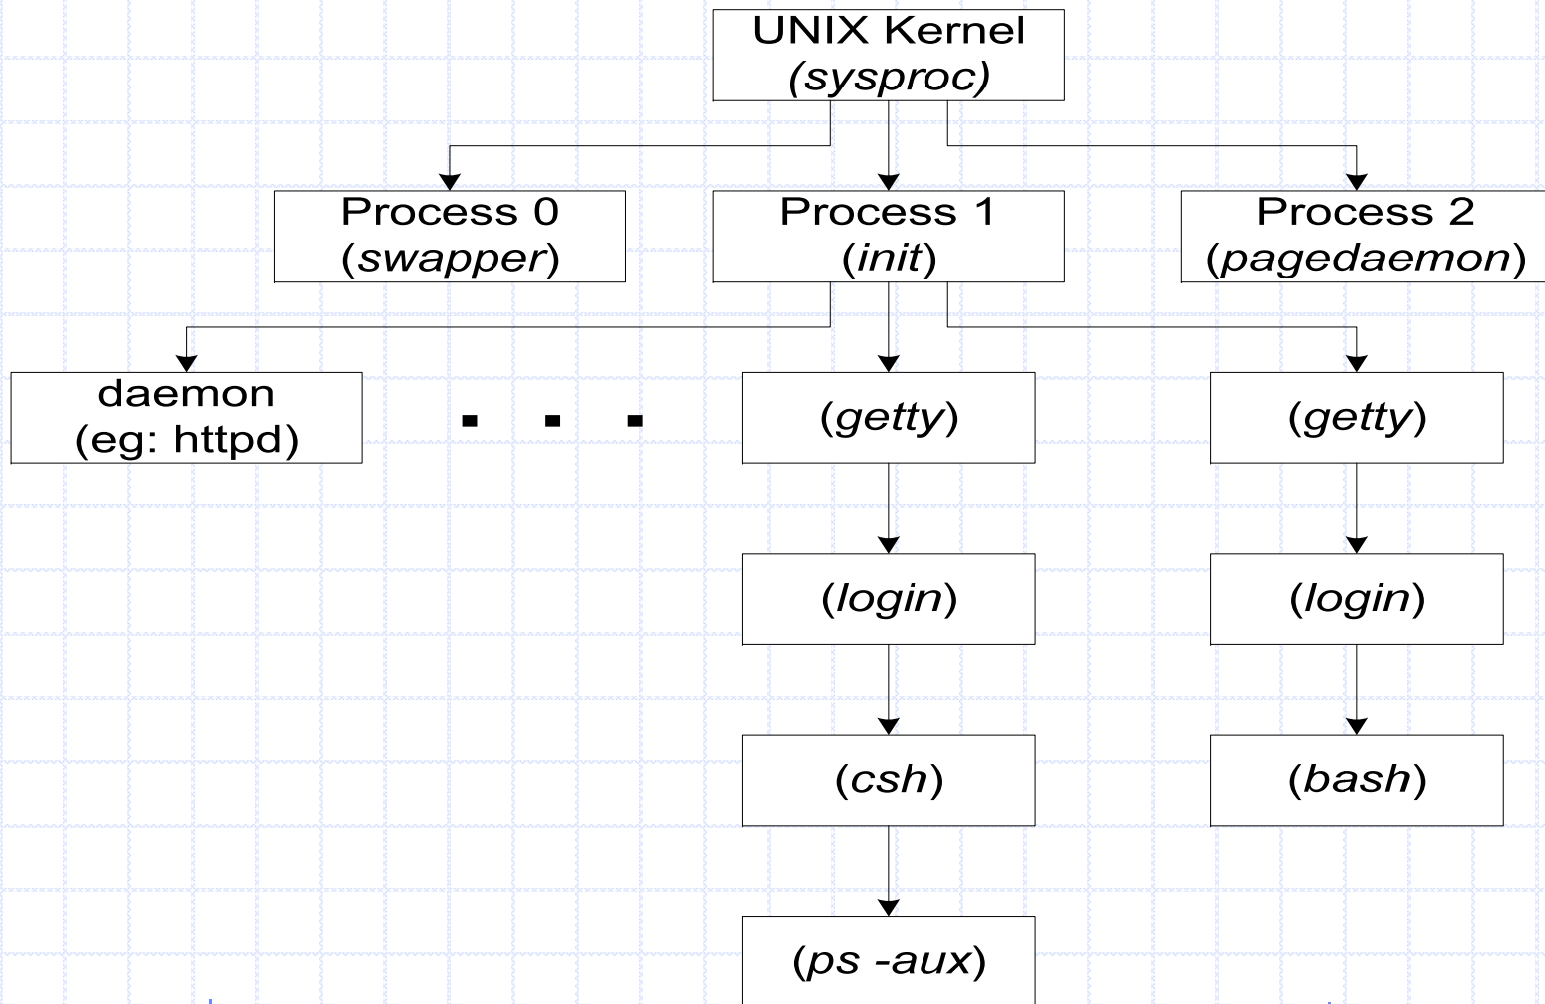 UNIX Kernel
(sysproc)
Process 0
(swapper)
Process 1
(init)
Process 2
(pagedaemon)
daemon
(eg: httpd)
. . .
(getty)
(getty)
(login)
(login)
(csh)
(bash)
(ps -aux)